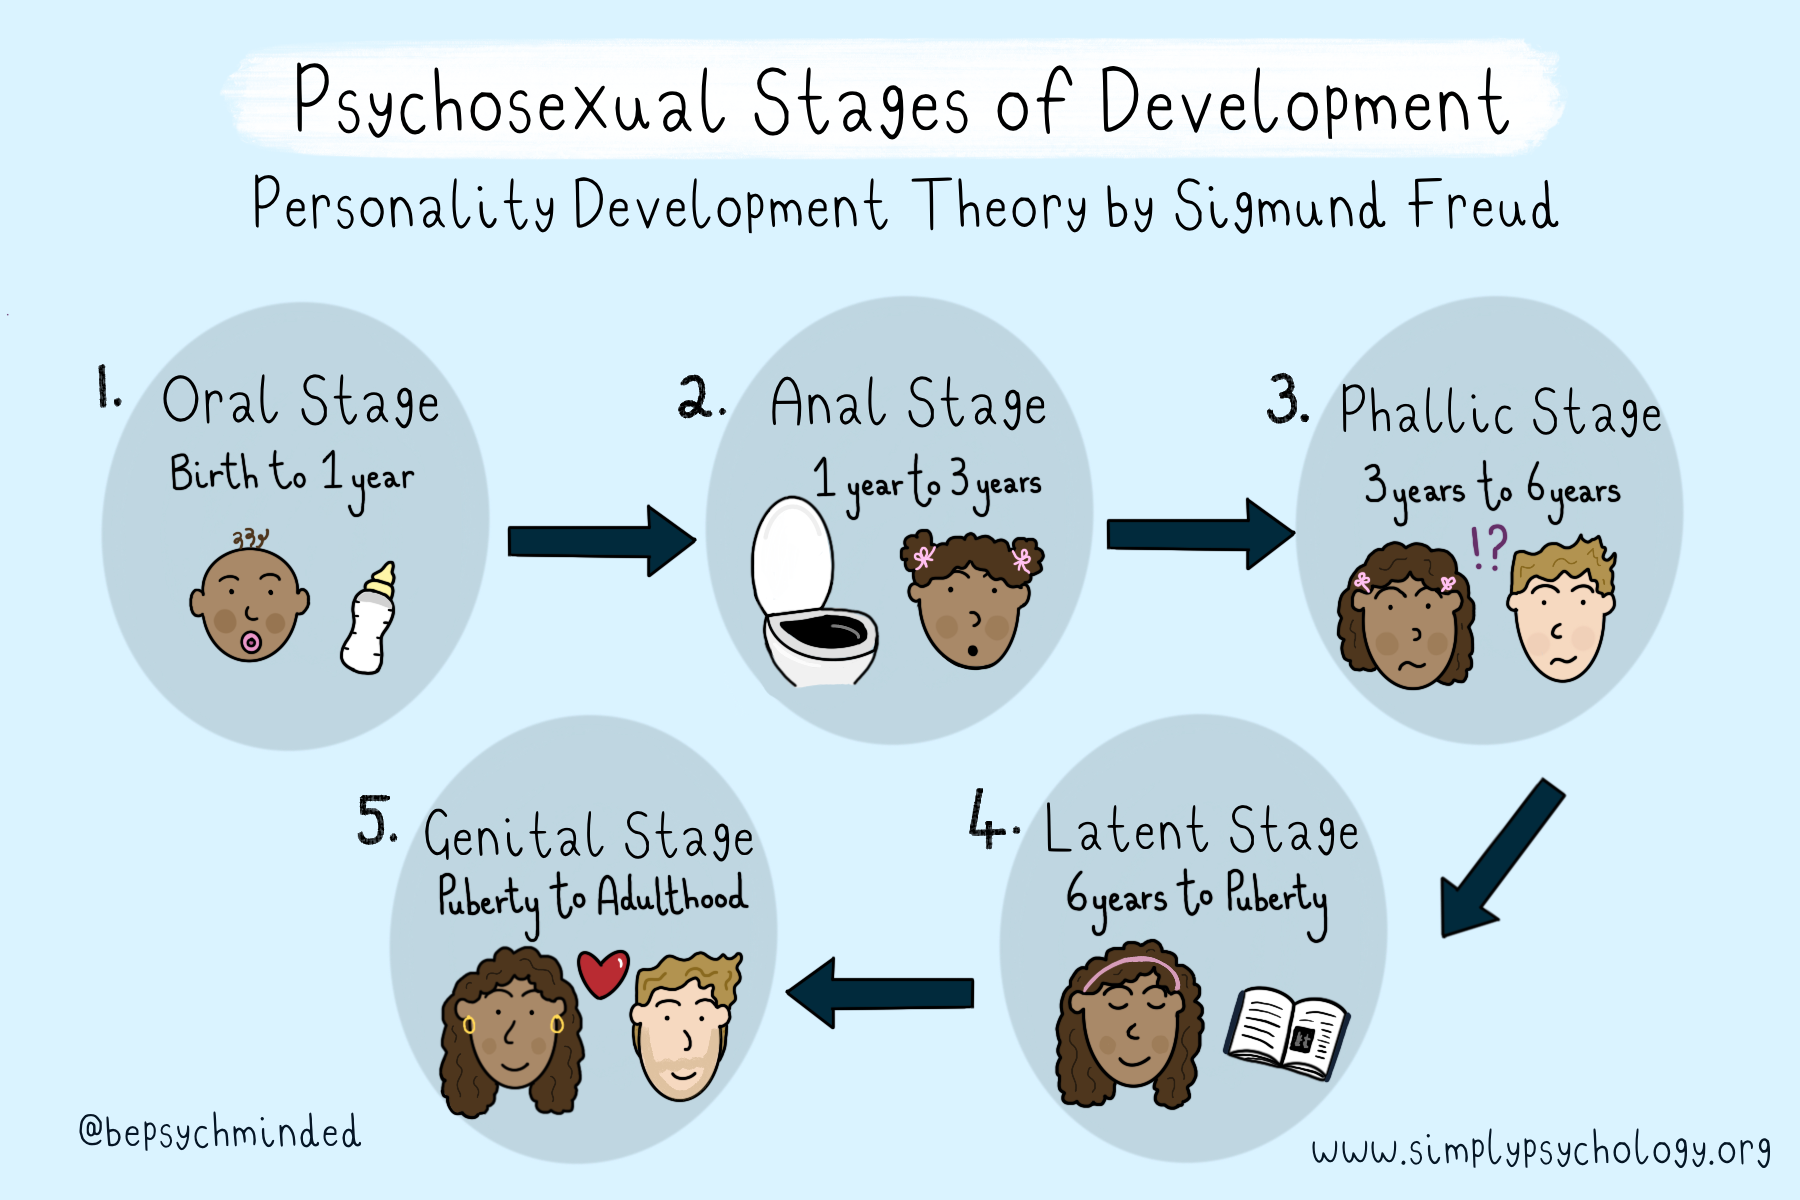 Psychosexual Stages of Development
Personality Development Theory by Sigmund Freud
1. Oral Stage
Birth to 1 year
2. Anal Stage
1 year to 3 years
3. Phallic Stage
3 years to 6 years
!?
4. Latent Stage
6 years to Puberty
5. Genital Stage
Puberty to Adulthood
@bepsychminded
www.simplypsychology.org